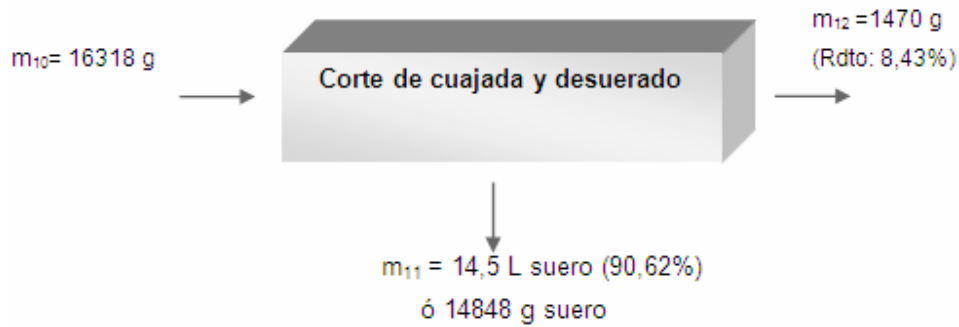 m₁₀= 16318 g
Corte de cuajada y desuerado
m₁₂ =1470 g
(Rdto: 8,43%)
m₁₁ = 14,5 L suero (90,62%)
ó 14848 g suero